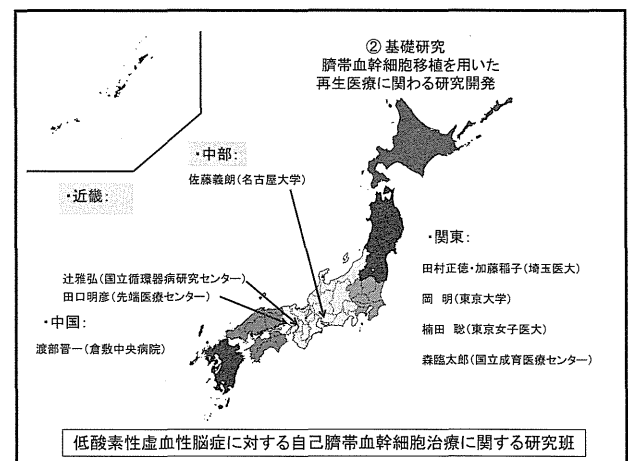 ② 基礎研究
臍帯血幹細胞移植を用いた
再生医療に関わる研究開発
・中部：
佐藤義朗（名古屋大学）
・近畿：
辻雅弘（国立循環器病研究センター）
田口明彦（先端医療センター）
・中国：
渡部晋一（倉敷中央病院）
・関東：
田村正徳・加藤稲子（埼玉医大）
岡　明（東京大学）
楠田　聡（東京女子医大）
森臨太郎（国立成育医療センター）
低酸素性虚血性脳症に対する自己臍帯血幹細胞治療に関する研究班